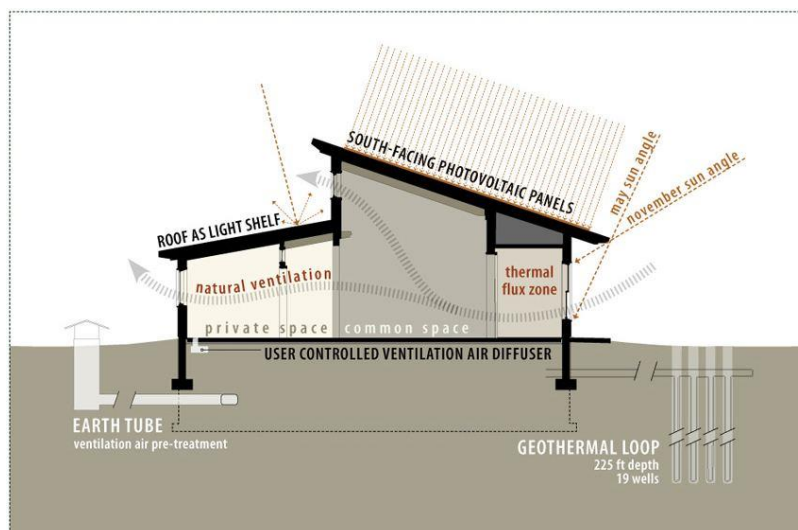 SOUTH-FACING PHOTOVOLTAIC PANELS
may sun angle
november sun angle
ROOF AS LIGHT SHELF
natural ventilation
thermal
flux zone
private space
common space
USER CONTROLLED VENTILATION AIR DIFFUSER
EARTH TUBE
ventilation air pre-treatment
GEOTHERMAL LOOP
225 ft depth
19 wells